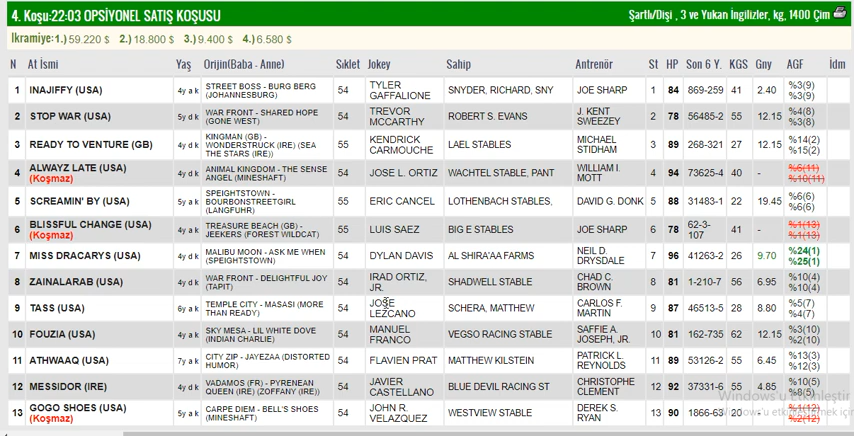 4. Koşu:22:03 OPSİYONEL SATIŞ KOŞUSU Şartlı/Dişi , 3 ve Yukarı İngilizler, kg, 1400 Çim
İkramiye:1.) 59.220 $ 2.) 18.800 $ 3.) 9.400 $ 4.) 6.580 $
N At İsmi Yaş Orijin(Baba - Anne) Sıklet Jokey Sahip Antrenör St HP Son 6 Y. KGS Gny AGF İdm
1 INAJIFFY (USA) 4y a k STREET BOSS - BURG BERG (JOHANNESBURG) 54 TYLER GAFFALIONE SNYDER, RICHARD, SNY JOE SHARP 1 84 869-259 41 2.40 %3(9) %3(9)
2 STOP WAR (USA) 5y d k WAR FRONT - SHARED HOPE (GONE WEST) 54 TREVOR MCCARTHY ROBERT S. EVANS J. KENT SWEEZEY 2 78 56485-2 55 12.15 %4(8) %3(8)
3 READY TO VENTURE (GB) 4y d k KINGMAN (GB) - WONDERSTRUCK (IRE) (SEA THE STARS (IRE)) 55 KENDRICK CARMOUCHE LAEL STABLES MICHAEL STIDHAM 3 89 268-321 27 12.15 %14(2) %15(2)
4 ALWAYZ LATE (USA) (Koşmaz) 4y d k ANIMAL KINGDOM - THE SENSE ANGEL (MINESHAFT) 54 JOSE L. ORTIZ WACHTEL STABLE, PANT WILLIAM I. MOTT 4 94 73625-4 40 - %6(11) %10(11)
5 SCREAMIN' BY (USA) 5y a k SPEIGHTSTOWN - BOURBONSTREETGIRL (LANGFUHR) 55 ERIC CANCEL LOTHENBACH STABLES, DAVID G. DONK 5 88 31483-1 22 19.45 %6(6) %6(6)
6 BLISSFUL CHANGE (USA) (Koşmaz) 4y a k TREASURE BEACH (GB) - JEEKERS (FOREST WILDCAT) 55 LUIS SAEZ BIG E STABLES JOE SHARP 6 78 62-3-107 41 - %1(13) %1(13)
7 MISS DRACARYS (USA) 4y d k MALIBU MOON - ASK ME WHEN (SPEIGHTSTOWN) 54 DYLAN DAVIS AL SHIRA'AA FARMS NEIL D. DRYSDALE 7 96 41263-2 26 9.70 %24(1) %25(1)
8 ZAINALARAB (USA) 4y d k WAR FRONT - DELIGHTFUL JOY (TAPIT) 54 IRAD ORTIZ, JR. SHADWELL STABLE CHAD C. BROWN 8 81 1-210-7 56 6.95 %10(4) %10(4)
9 TASS (USA) 6y a k TEMPLE CITY - MASASI (MORE THAN READY) 54 JOSE LEZCANO SCHERA, MATTHEW CARLOS F. MARTIN 9 87 46513-5 28 8.80 %5(7) %4(7)
10 FOUZIA (USA) 4y a k SKY MESA - LIL WHITE DOVE (INDIAN CHARLIE) 54 MANUEL FRANCO VEGSO RACING STABLE SAFFIE A. JOSEPH, JR. 10 81 162-735 62 12.15 %3(10) %2(10)
11 ATHWAAQ (USA) 7y a k CITY ZIP - JAYEZAA (DISTORTED HUMOR) 54 FLAVIEN PRAT MATTHEW KILSTEIN PATRICK L. REYNOLDS 11 89 53126-2 55 6.45 %13(3) %12(3)
12 MESSIDOR (IRE) 4y d k VADAMOS (FR) - PYRENEAN QUEEN (IRE) (ZOFFANY (IRE)) 54 JAVIER CASTELLANO BLUE DEVIL RACING ST CHRISTOPHE CLEMENT 12 92 37331-6 55 4.85 %10(5) %8(5)
13 GOGO SHOES (USA) (Koşmaz) 5y a k CARPE DIEM - BELL'S SHOES (MINESHAFT) 54 JOHN R. VELAZQUEZ WESTVIEW STABLE DEREK S. RYAN 13 90 1866-63 20 - %1(12) %2(12)
Windows'u Etkinleştir